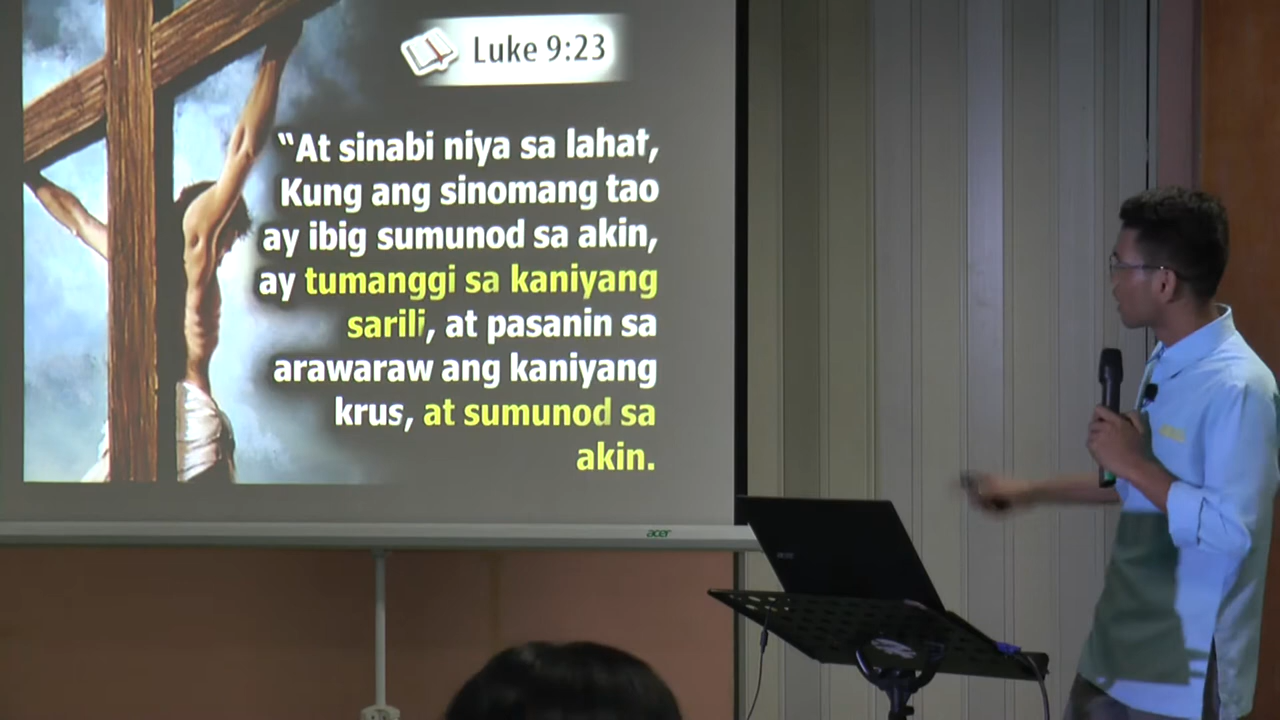 Luke 9:23
“At sinabi niya sa lahat,
Kung ang sinomang tao
ay ibig sumunod sa akin,
ay tumanggi sa kaniyang
sarili, at pasanin sa
arawaraw ang kaniyang
krus, at sumunod sa
akin.
acer